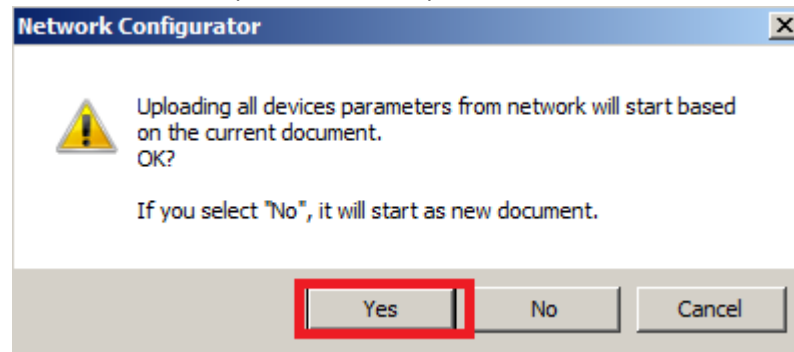 Network Configurator
Uploading all devices parameters from network will start based
on the current document.
OK?
If you select "No", it will start as new document.
Yes
No
Cancel